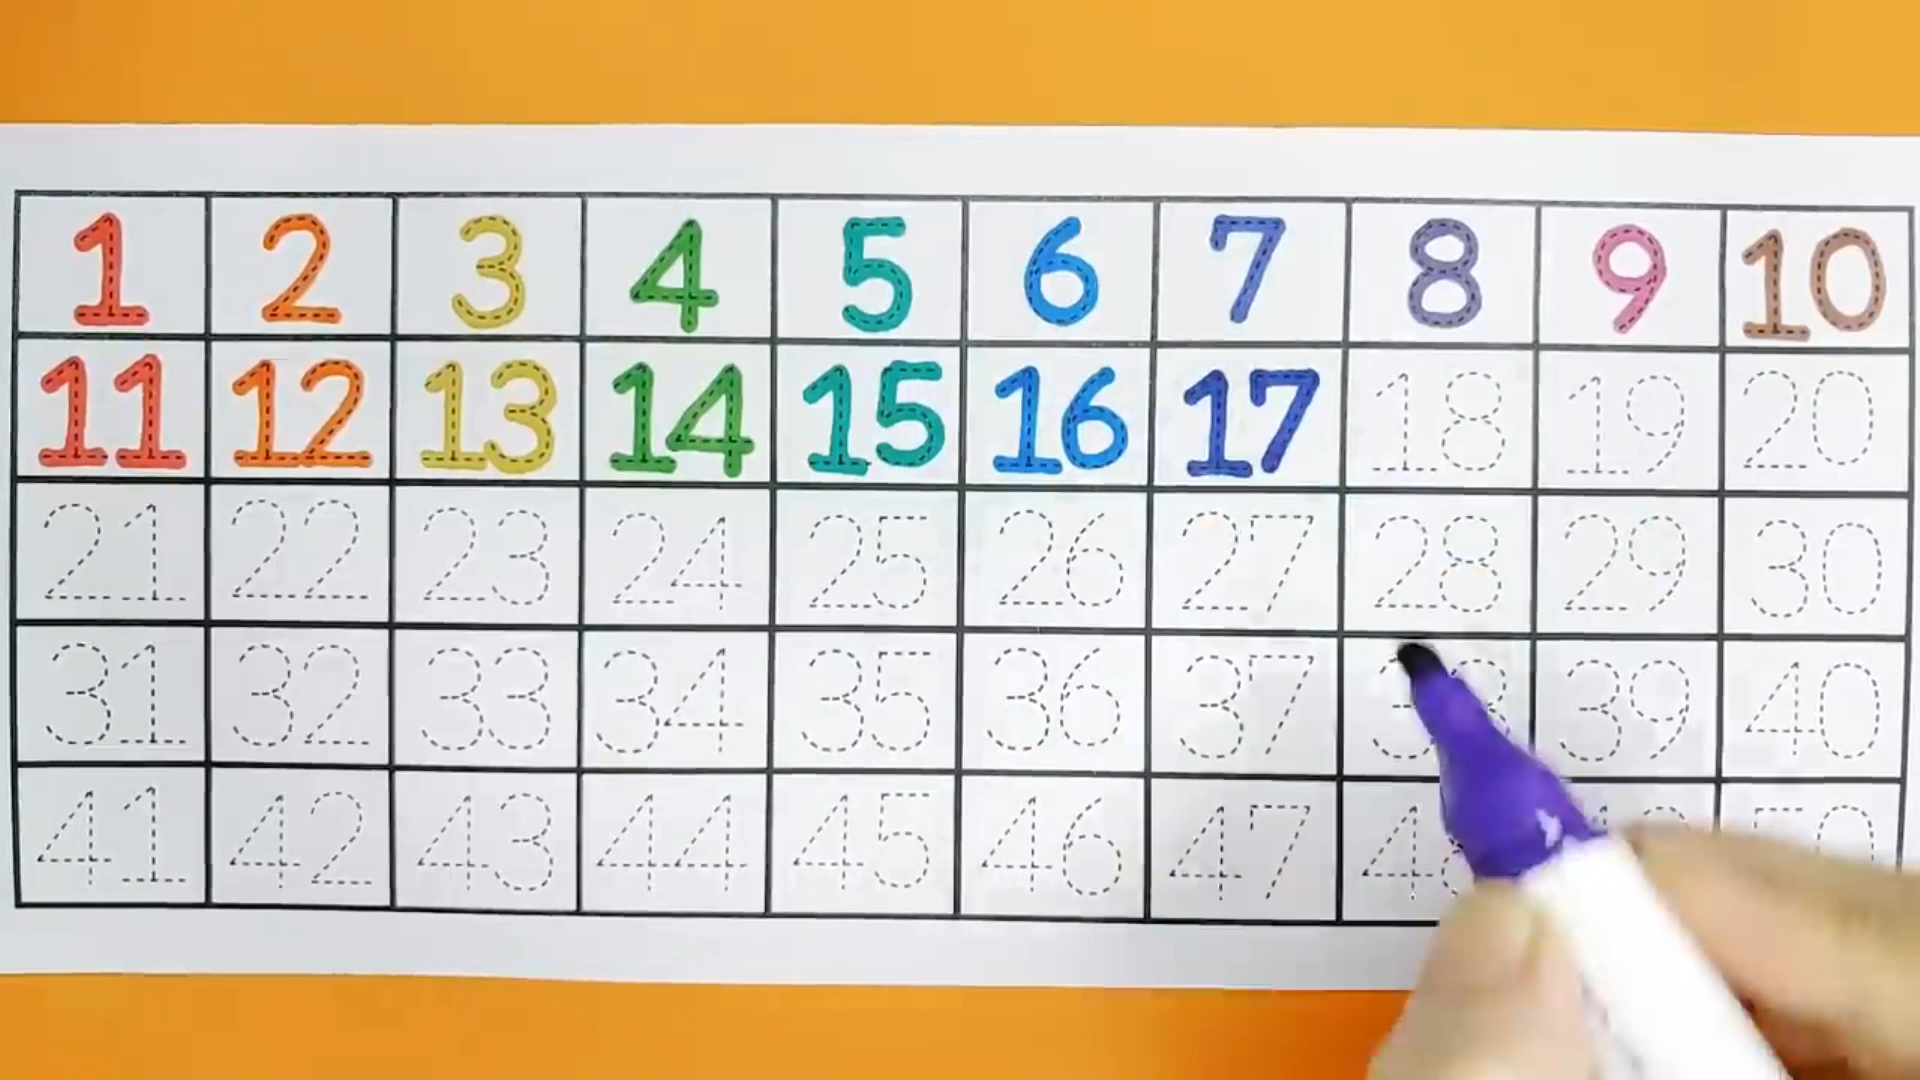 1 2 3 4 5 6 7 8 9 10
11 12 13 14 15 16 17 18 19 20
21 22 23 24 25 26 27 28 29 30
31 32 33 34 35 36 37 38 39 40
41 42 43 44 45 46 47